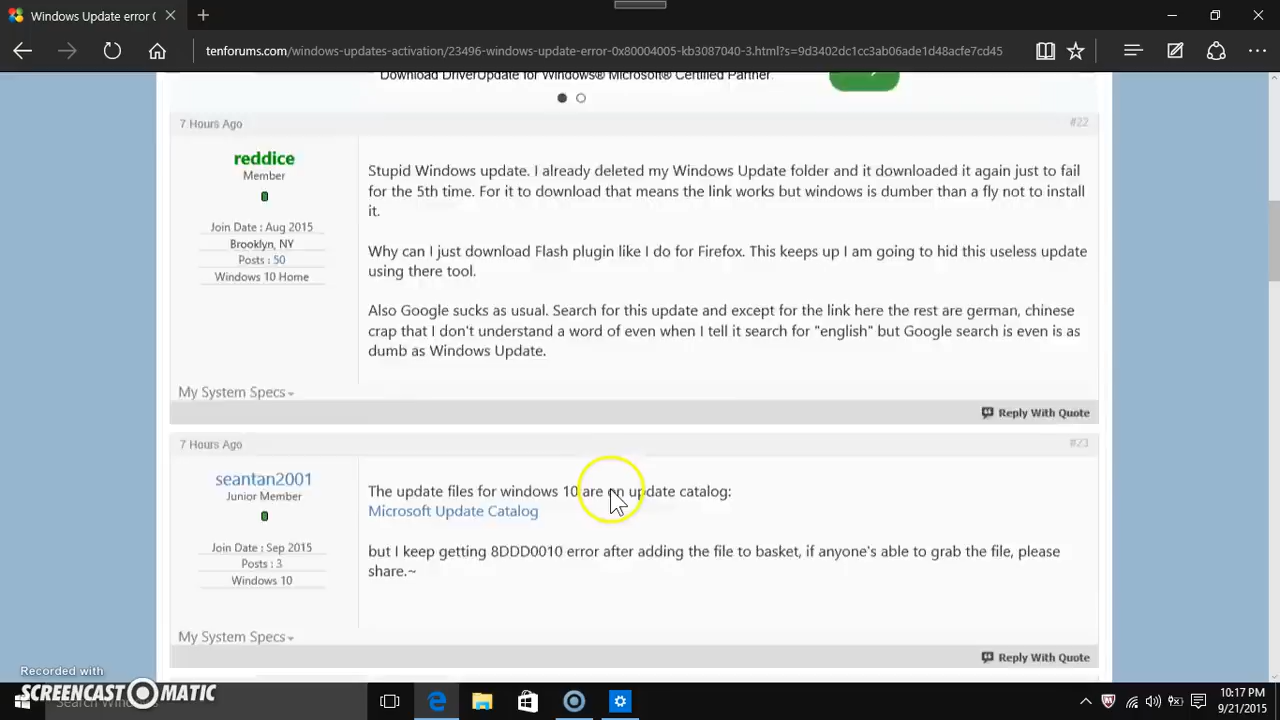 Windows Update error (
tenforums.com/windows-updates-activation/23496-windows-update-error-0x80004005-kb3087040-3.html?s=9d3402dc1cc3ab06ade1d48acfe7cd45
Download DriverUpdate for Windows® Microsoft® Certified Partner.
7 Hours Ago #22
reddice
Member
Join Date : Aug 2015
Brooklyn, NY
Posts : 50
Windows 10 Home
Stupid Windows update. I already deleted my Windows Update folder and it downloaded it again just to fail
for the 5th time. For it to download that means the link works but windows is dumber than a fly not to install
it.
Why can I just download Flash plugin like I do for Firefox. This keeps up I am going to hid this useless update
using there tool.
Also Google sucks as usual. Search for this update and except for the link here the rest are german, chinese
crap that I don't understand a word of even when I tell it search for "english" but Google search is even is as
dumb as Windows Update.
My System Specs
Reply With Quote
7 Hours Ago #23
seantan2001
Junior Member
Join Date : Sep 2015
Posts : 3
Windows 10
The update files for windows 10 are on update catalog:
Microsoft Update Catalog
but I keep getting 8DDD0010 error after adding the file to basket, if anyone's able to grab the file, please
share.~
My System Specs
Reply With Quote
Recorded with
SCREENCAST MATIC
Search Windows
10:17 PM
9/21/2015